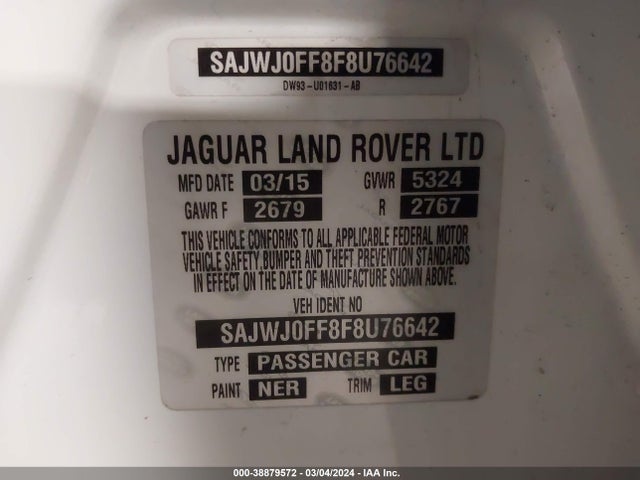 SAJWJ0FF8F8U76642
DW93-U01631-AB
JAGUAR LAND ROVER LTD
MFD DATE 03/15 GVWR 5324
GAWR F 2679 R 2767
THIS VEHICLE CONFORMS TO ALL APPLICABLE FEDERAL MOTOR
VEHICLE SAFETY BUMPER AND THEFT PREVENTION STANDARDS
IN EFFECT ON THE DATE OF MANUFACTURE SHOWN ABOVE.
VEH IDENT NO
SAJWJ0FF8F8U76642
TYPE PASSENGER CAR
PAINT NER TRIM LEG
000-38879572 - 03/04/2024 - IAA Inc.